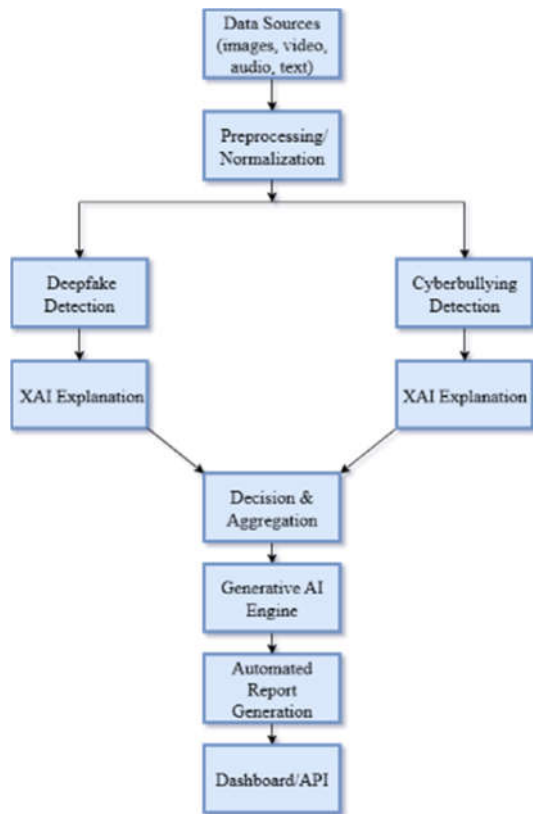 Data Sources
(images, video,
audio, text)
Preprocessing/
Normalization
Deepfake
Detection
Cyberbullying
Detection
XAI Explanation
XAI Explanation
Decision &
Aggregation
Generative AI
Engine
Automated
Report
Generation
Dashboard/API